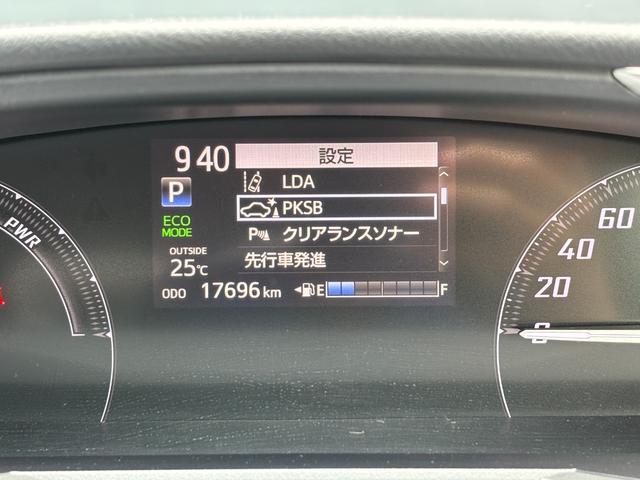 9 40
設定
P
LDA
PKSB
ECO
MODE
P クリアランスソナー
先行車発進
OUTSIDE
25℃
ODO 17696 km
E F
PWR
60
40
20
0